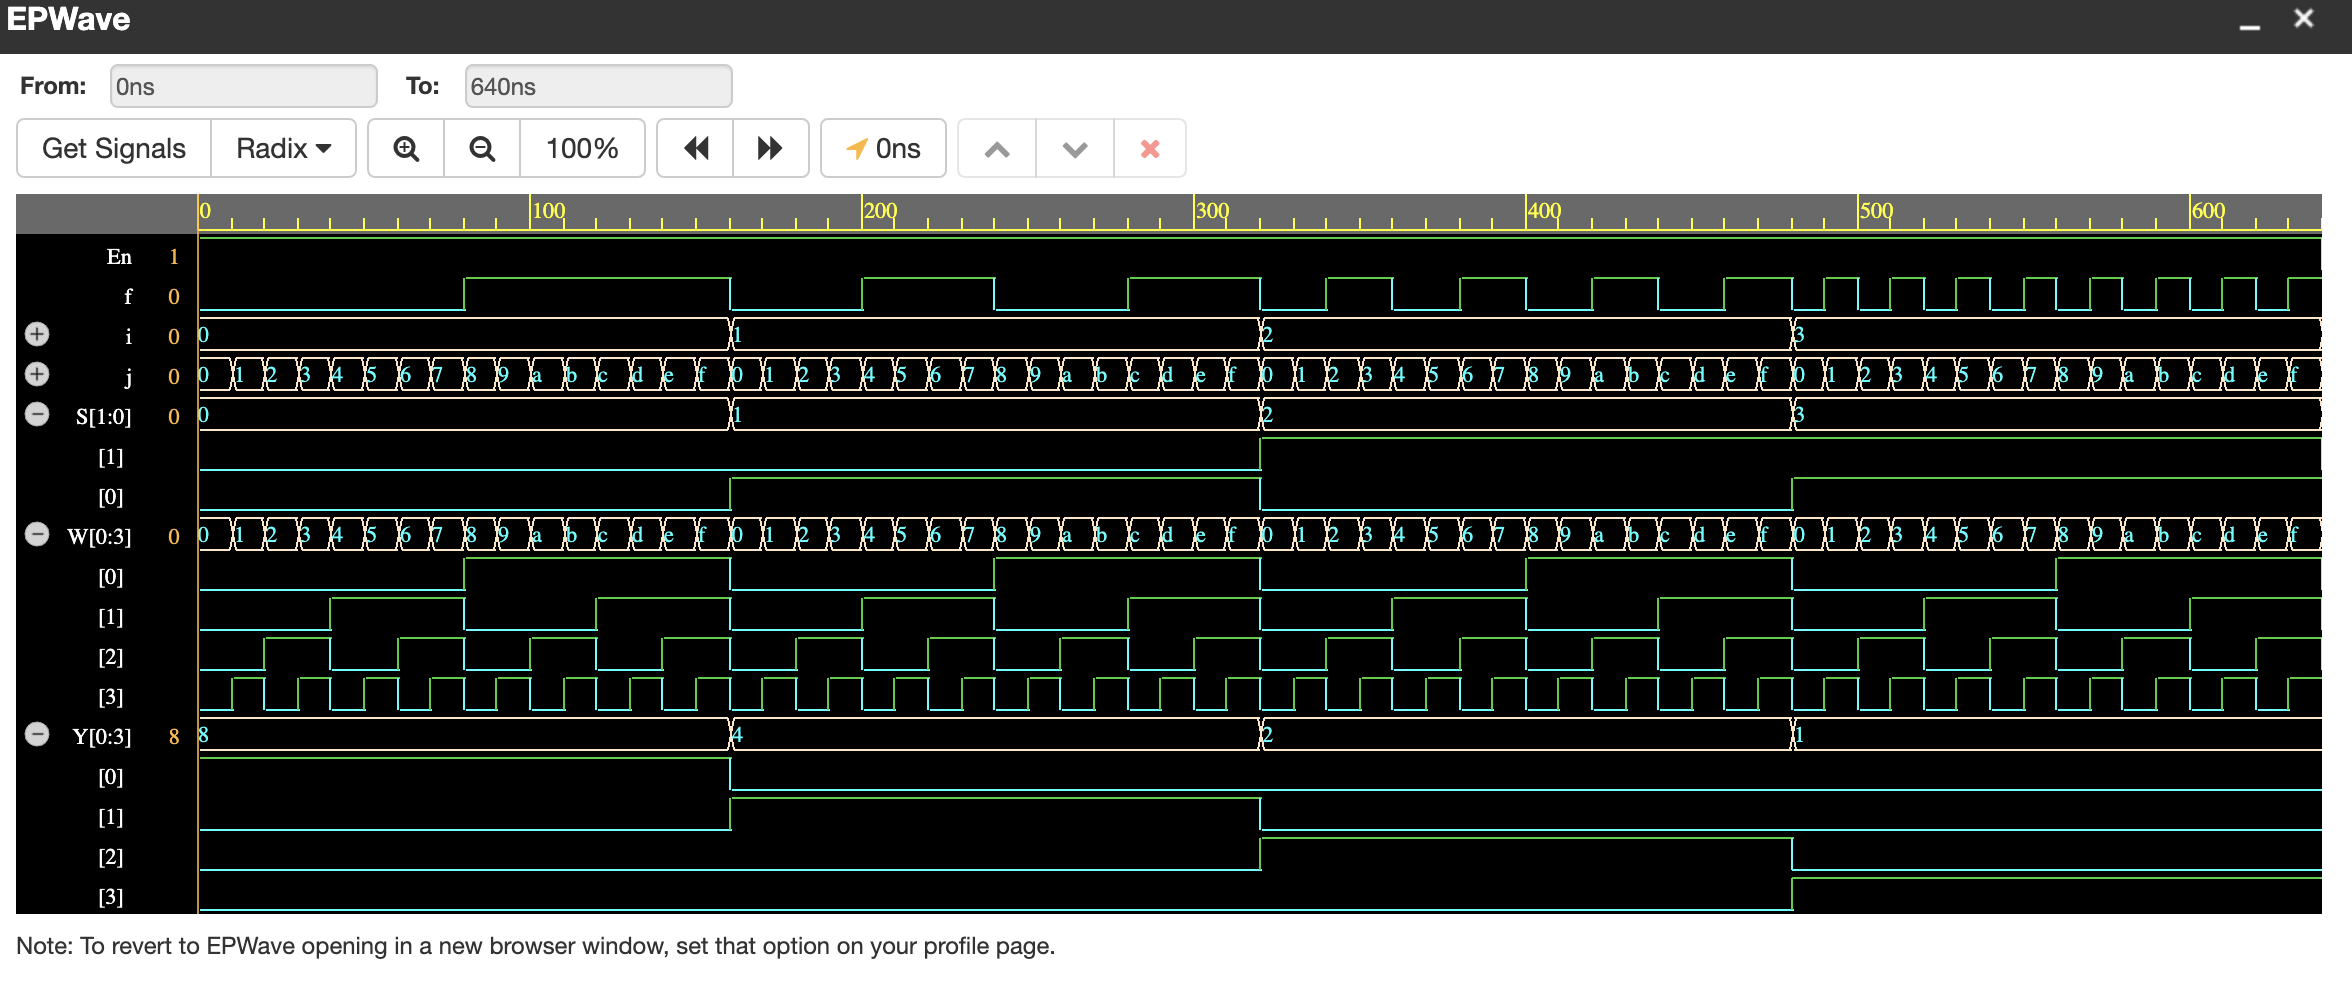 EPWave
From: 0ns To: 640ns
Get Signals Radix 100% 0ns
0 100 200 300 400 500 600
En 1
f 0
i 0 0 1 2 3
j 0 0 1 2 3 4 5 6 7 8 9 a b c d e f 0 1 2 3 4 5 6 7 8 9 a b c d e f 0 1 2 3 4 5 6 7 8 9 a b c d e f 0 1 2 3 4 5 6 7 8 9 a b c d e f
S[1:0] 0 0 1 2 3
[1]
[0]
W[0:3] 0 0 1 2 3 4 5 6 7 8 9 a b c d e f 0 1 2 3 4 5 6 7 8 9 a b c d e f 0 1 2 3 4 5 6 7 8 9 a b c d e f 0 1 2 3 4 5 6 7 8 9 a b c d e f
[0]
[1]
[2]
[3]
Y[0:3] 8 8 4 2 1
[0]
[1]
[2]
[3]
Note: To revert to EPWave opening in a new browser window, set that option on your profile page.